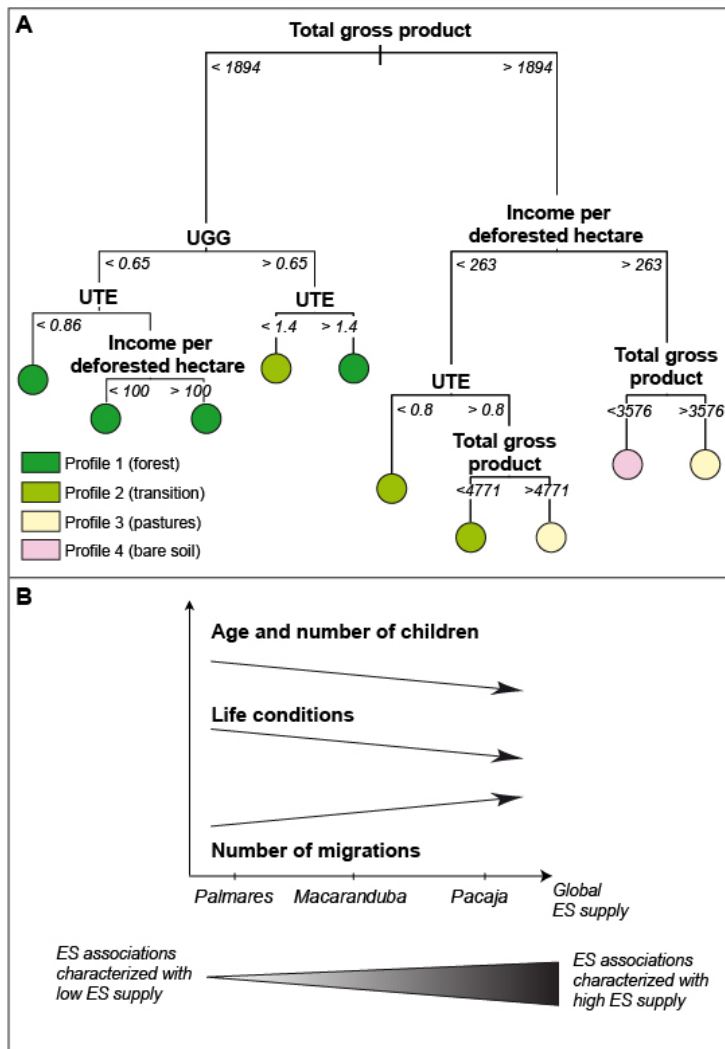 A
Total gross product
< 1894
> 1894
Income per
deforested hectare
UGG
< 0.65
> 0.65
< 263
> 263
UTE
UTE
< 0.86
Income per
deforested hectare
< 1.4
> 1.4
< 100
> 100
UTE
Total gross
product
< 0.8
> 0.8
<3576
>3576
Total gross
product
<4771
>4771
Profile 1 (forest)
Profile 2 (transition)
Profile 3 (pastures)
Profile 4 (bare soil)
B
Age and number of children
Life conditions
Number of migrations
Palmares
Macaranduba
Pacaja
Global
ES supply
ES associations
characterized with
low ES supply
ES associations
characterized with
high ES supply